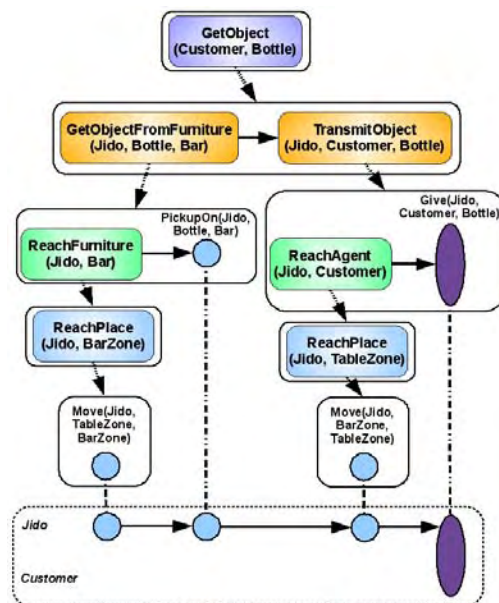 GetObject
(Customer, Bottle)
GetObjectFromFurniture
(Jido, Bottle, Bar)
TransmitObject
(Jido, Customer, Bottle)
PickupOn(Jido,
Bottle, Bar)
ReachFurniture
(Jido, Bar)
Give(Jido,
Customer, Bottle)
ReachAgent
(Jido, Customer)
ReachPlace
(Jido, BarZone)
ReachPlace
(Jido, TableZone)
Move(Jido,
TableZone,
BarZone)
Move(Jido,
BarZone,
TableZone)
Jido
Customer